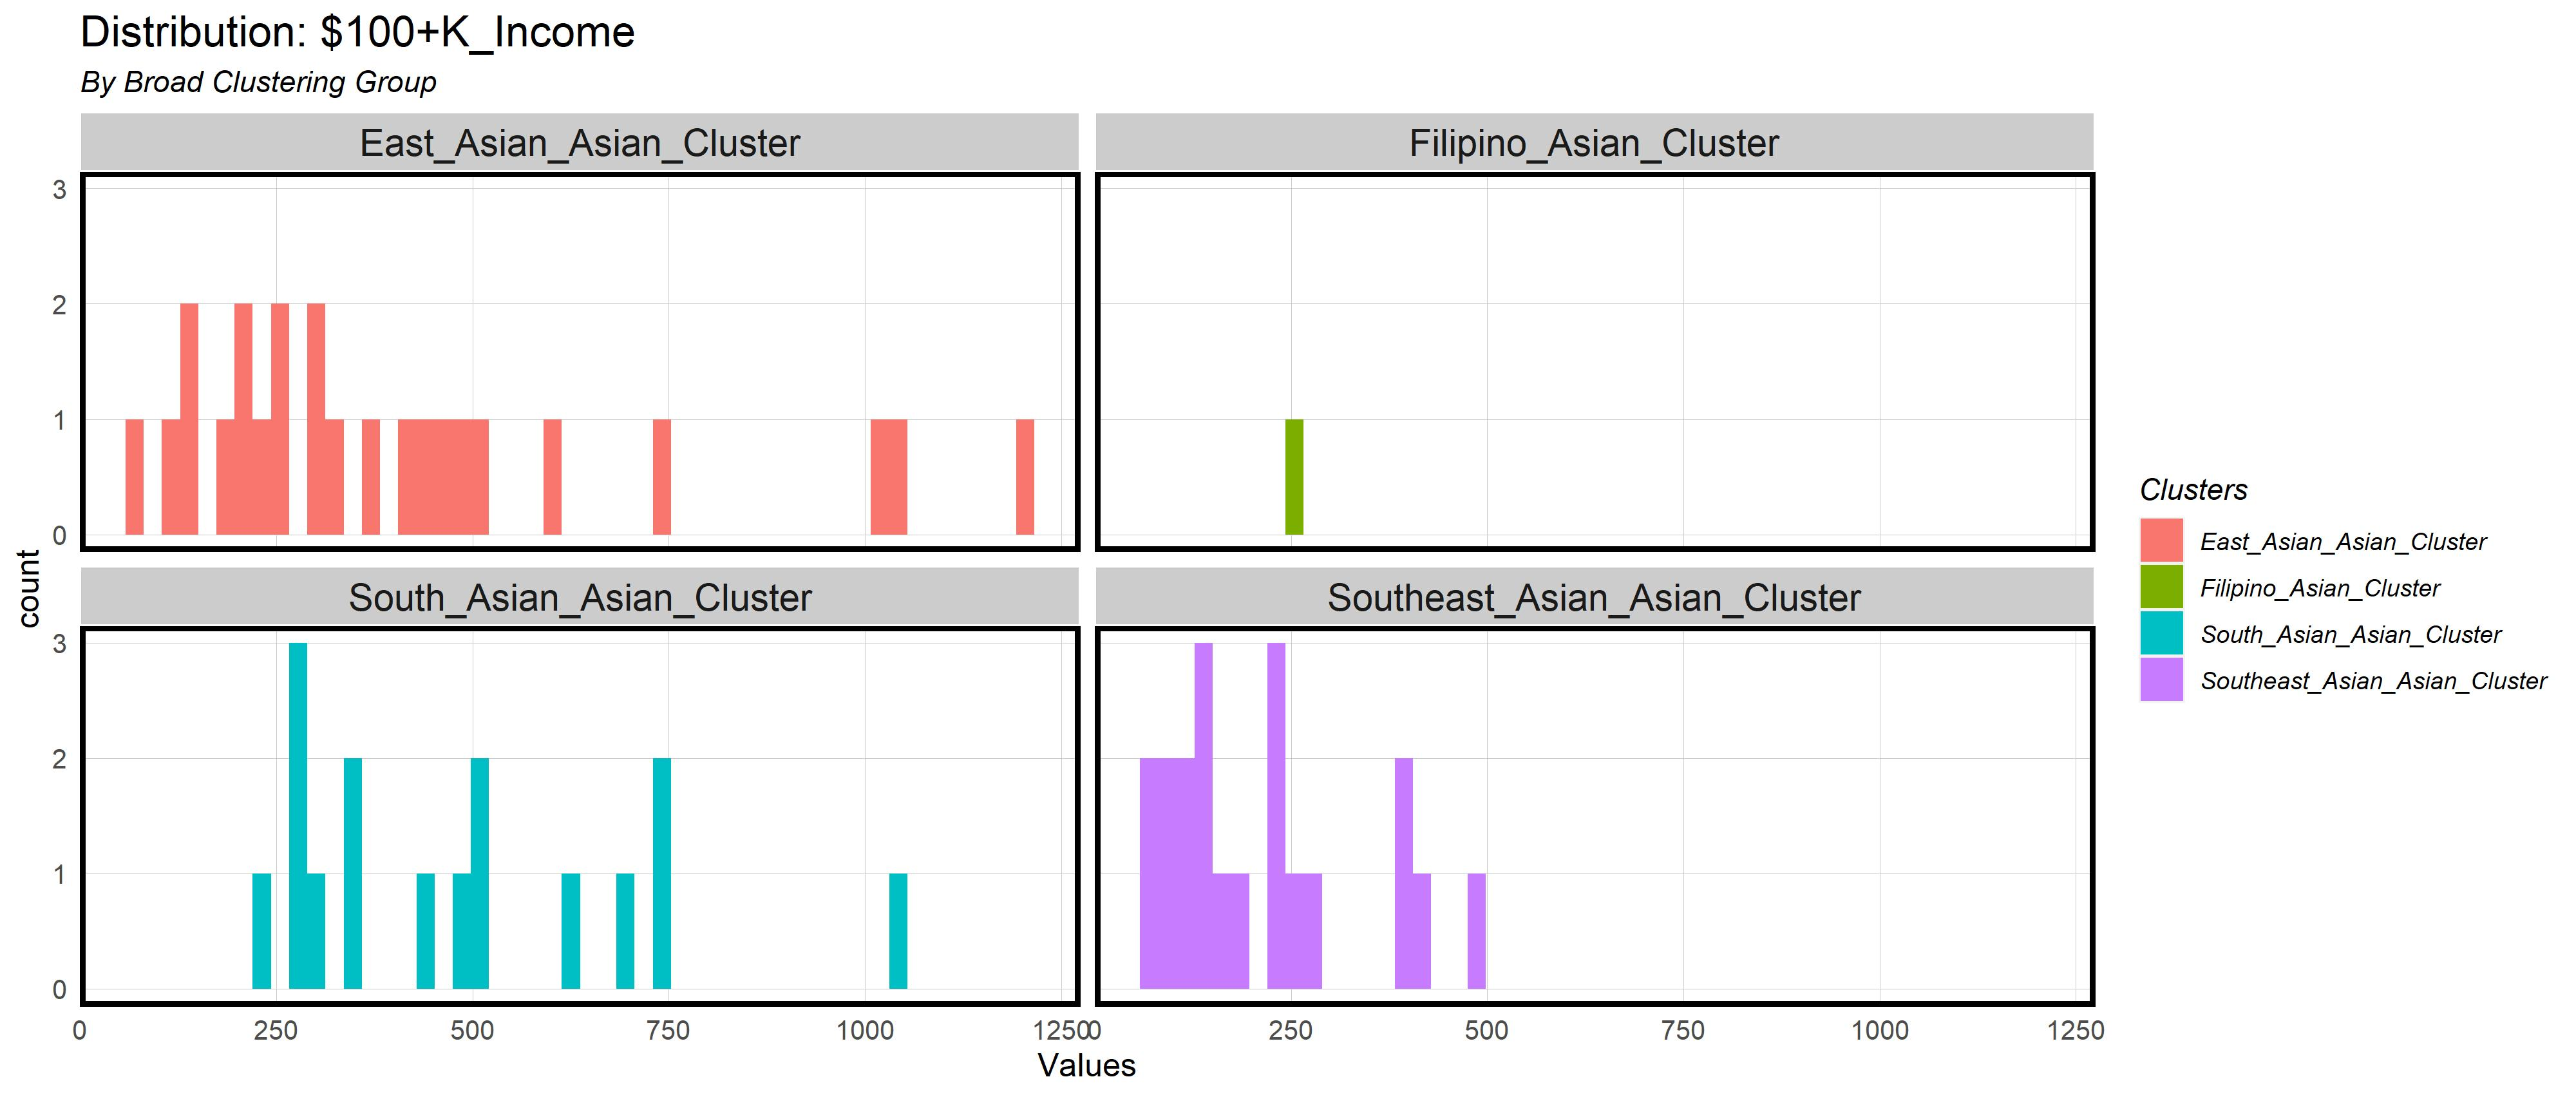 Distribution: $100+K_Income
By Broad Clustering Group
East_Asian_Asian_Cluster
Filipino_Asian_Cluster
3
2
1
0
South_Asian_Asian_Cluster
Southeast_Asian_Asian_Cluster
3
2
1
0
count
0 250 500 750 1000 1250
0 250 500 750 1000 1250
Values
Clusters
East_Asian_Asian_Cluster
Filipino_Asian_Cluster
South_Asian_Asian_Cluster
Southeast_Asian_Asian_Cluster